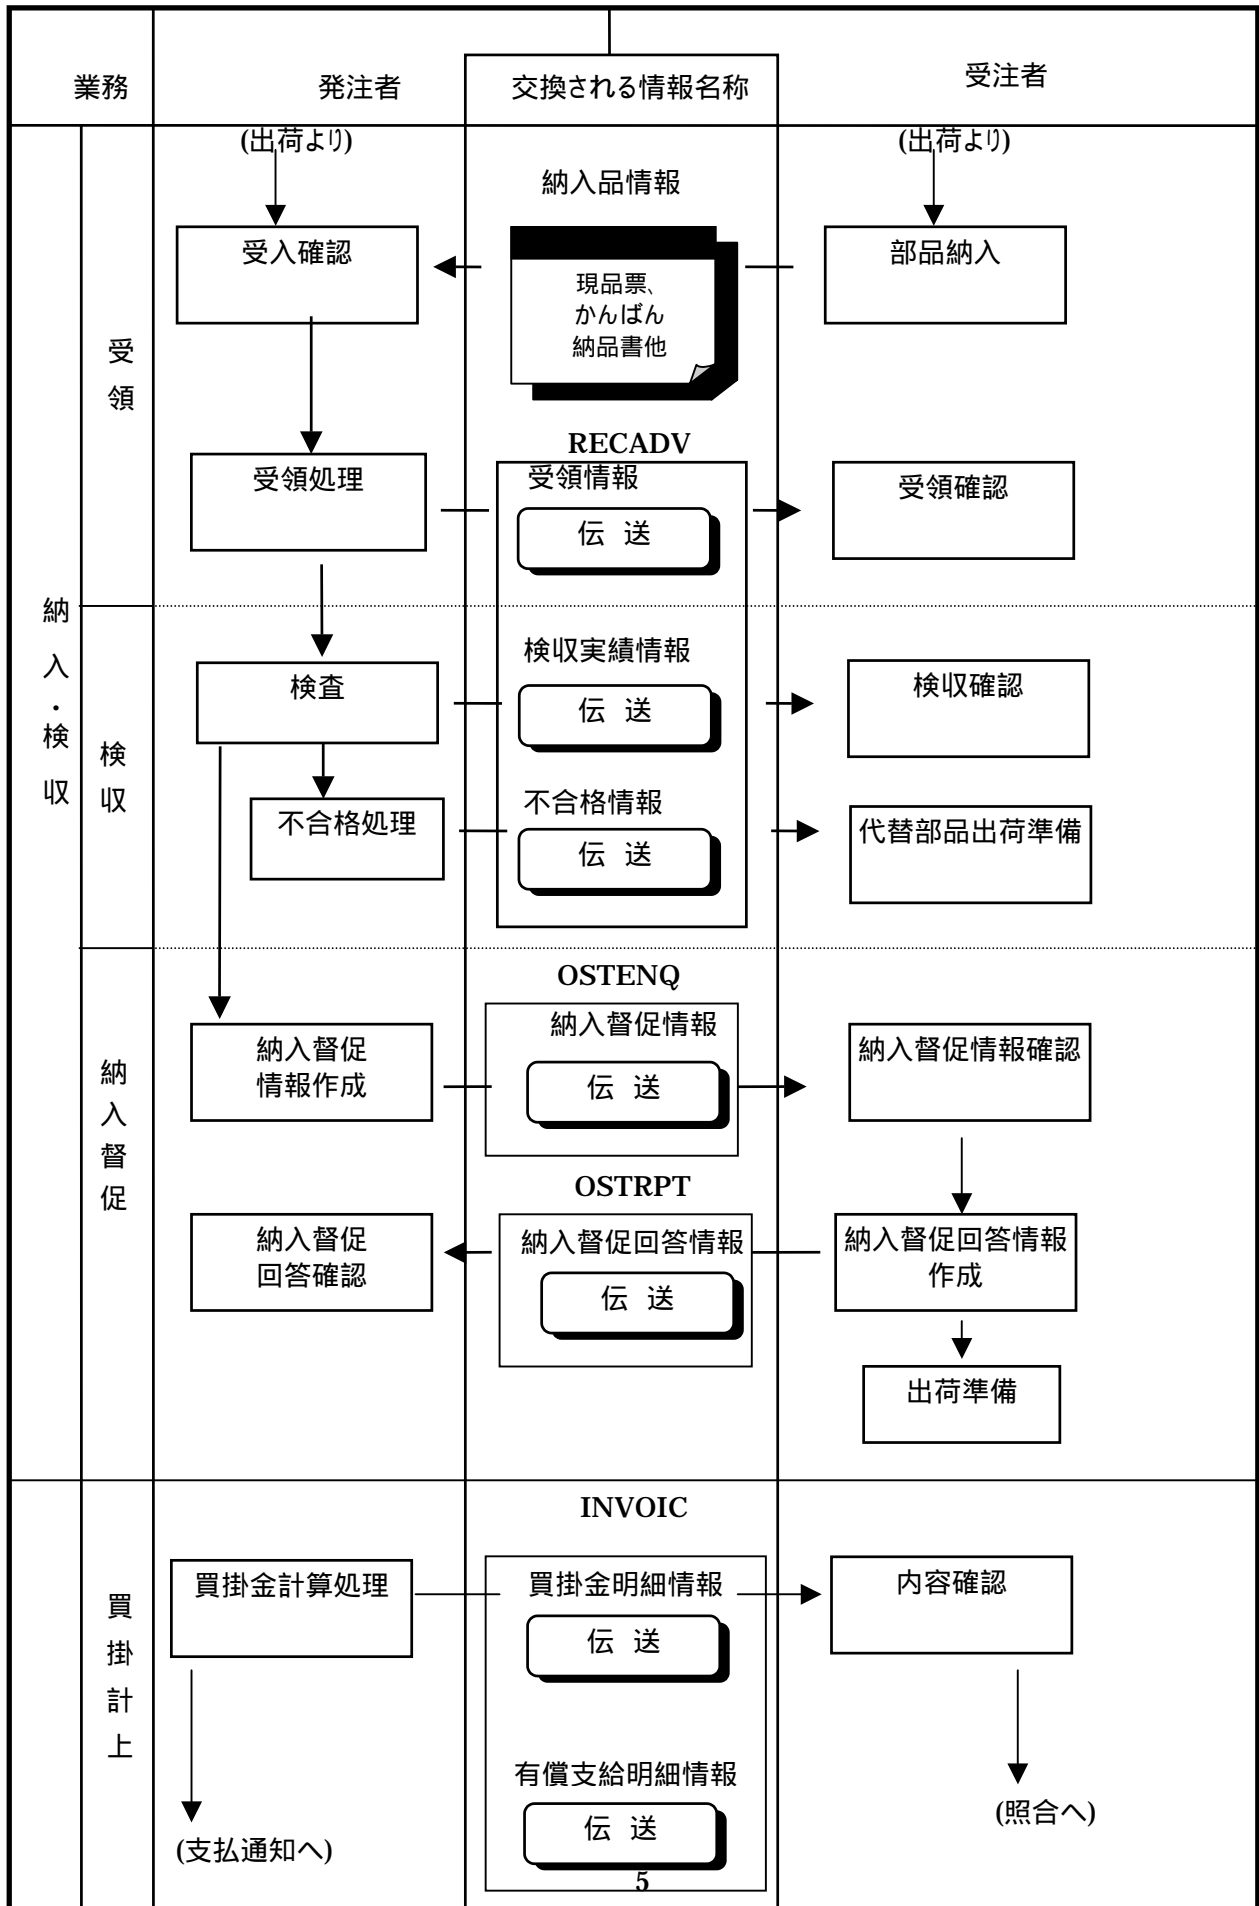 業務
発注者
交換される情報名称
受注者
(出荷より)
(出荷より)
納入・検収
受領
納入品情報
受入確認
現品票、
かんばん
納品書他
部品納入
RECADV
受領処理
受領情報
伝 送
受領確認
検収
検査
検収実績情報
伝 送
検収確認
不合格処理
不合格情報
伝 送
代替部品出荷準備
納入督促
OSTENQ
納入督促
情報作成
納入督促情報
伝 送
納入督促情報確認
OSTRPT
納入督促
回答確認
納入督促回答情報
伝 送
納入督促回答情報
作成
出荷準備
買掛計上
INVOIC
買掛金計算処理
買掛金明細情報
伝 送
内容確認
有償支給明細情報
伝 送
(支払通知へ)
(照合へ)
5